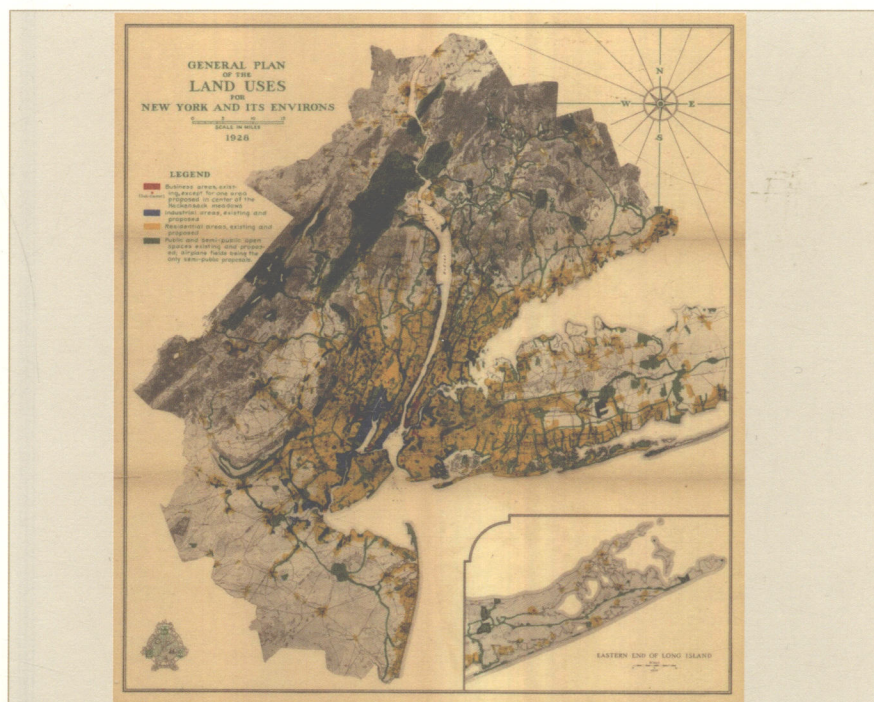 GENERAL PLAN
OF THE
LAND USES
FOR
NEW YORK AND ITS ENVIRONS
SCALE IN MILES
1928
N
W E
S
LEGEND
Business areas, exist-
ing, except for one area
proposed in center of the
Hackensack meadows
Industrial areas, existing and
proposed
Residential areas, existing and
proposed
Public and semi-public open
spaces existing and propos-
ed, airplane fields being the
only semi-public proposals.
EASTERN END OF LONG ISLAND